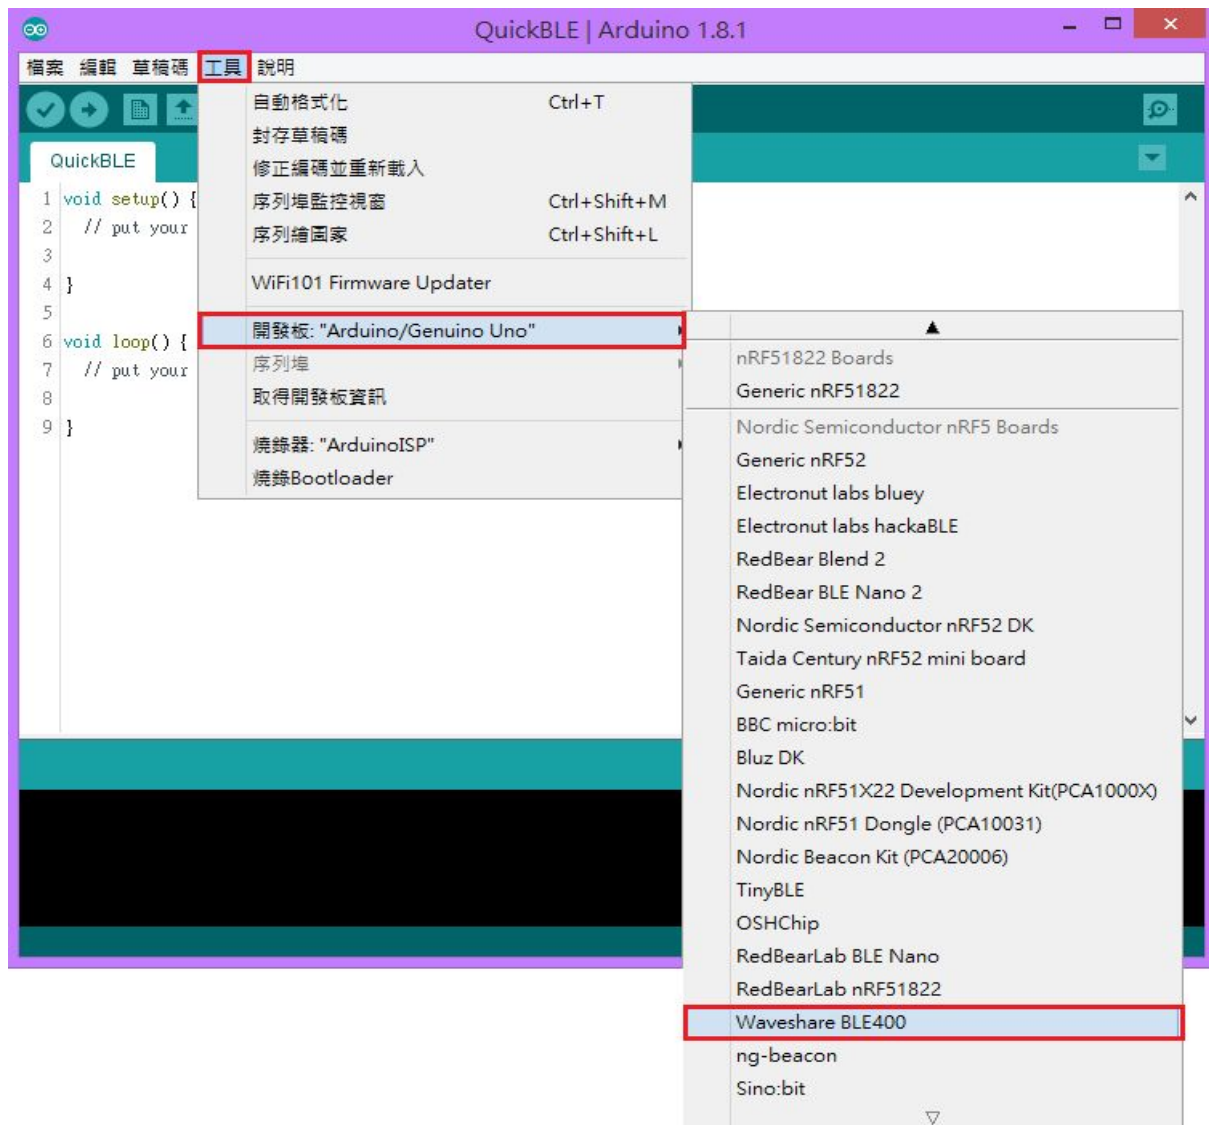 QuickBLE | Arduino 1.8.1
檔案 編輯 草稿碼 工具 說明
QuickBLE
1 void setup() {
2 // put your
3
4 }
5
6 void loop() {
7 // put your
8
9 }
自動格式化 Ctrl+T
封存草稿碼
修正編碼並重新載入
序列埠監控視窗 Ctrl+Shift+M
序列繪圖家 Ctrl+Shift+L
WiFi101 Firmware Updater
開發板: "Arduino/Genuino Uno"
序列埠
取得開發板資訊
燒錄器: "ArduinoISP"
燒錄Bootloader
nRF51822 Boards
Generic nRF51822
Nordic Semiconductor nRF5 Boards
Generic nRF52
Electronut labs bluey
Electronut labs hackaBLE
RedBear Blend 2
RedBear BLE Nano 2
Nordic Semiconductor nRF52 DK
Taida Century nRF52 mini board
Generic nRF51
BBC micro:bit
Bluz DK
Nordic nRF51X22 Development Kit(PCA1000X)
Nordic nRF51 Dongle (PCA10031)
Nordic Beacon Kit (PCA20006)
TinyBLE
OSHChip
RedBearLab BLE Nano
RedBearLab nRF51822
Waveshare BLE400
ng-beacon
Sino:bit